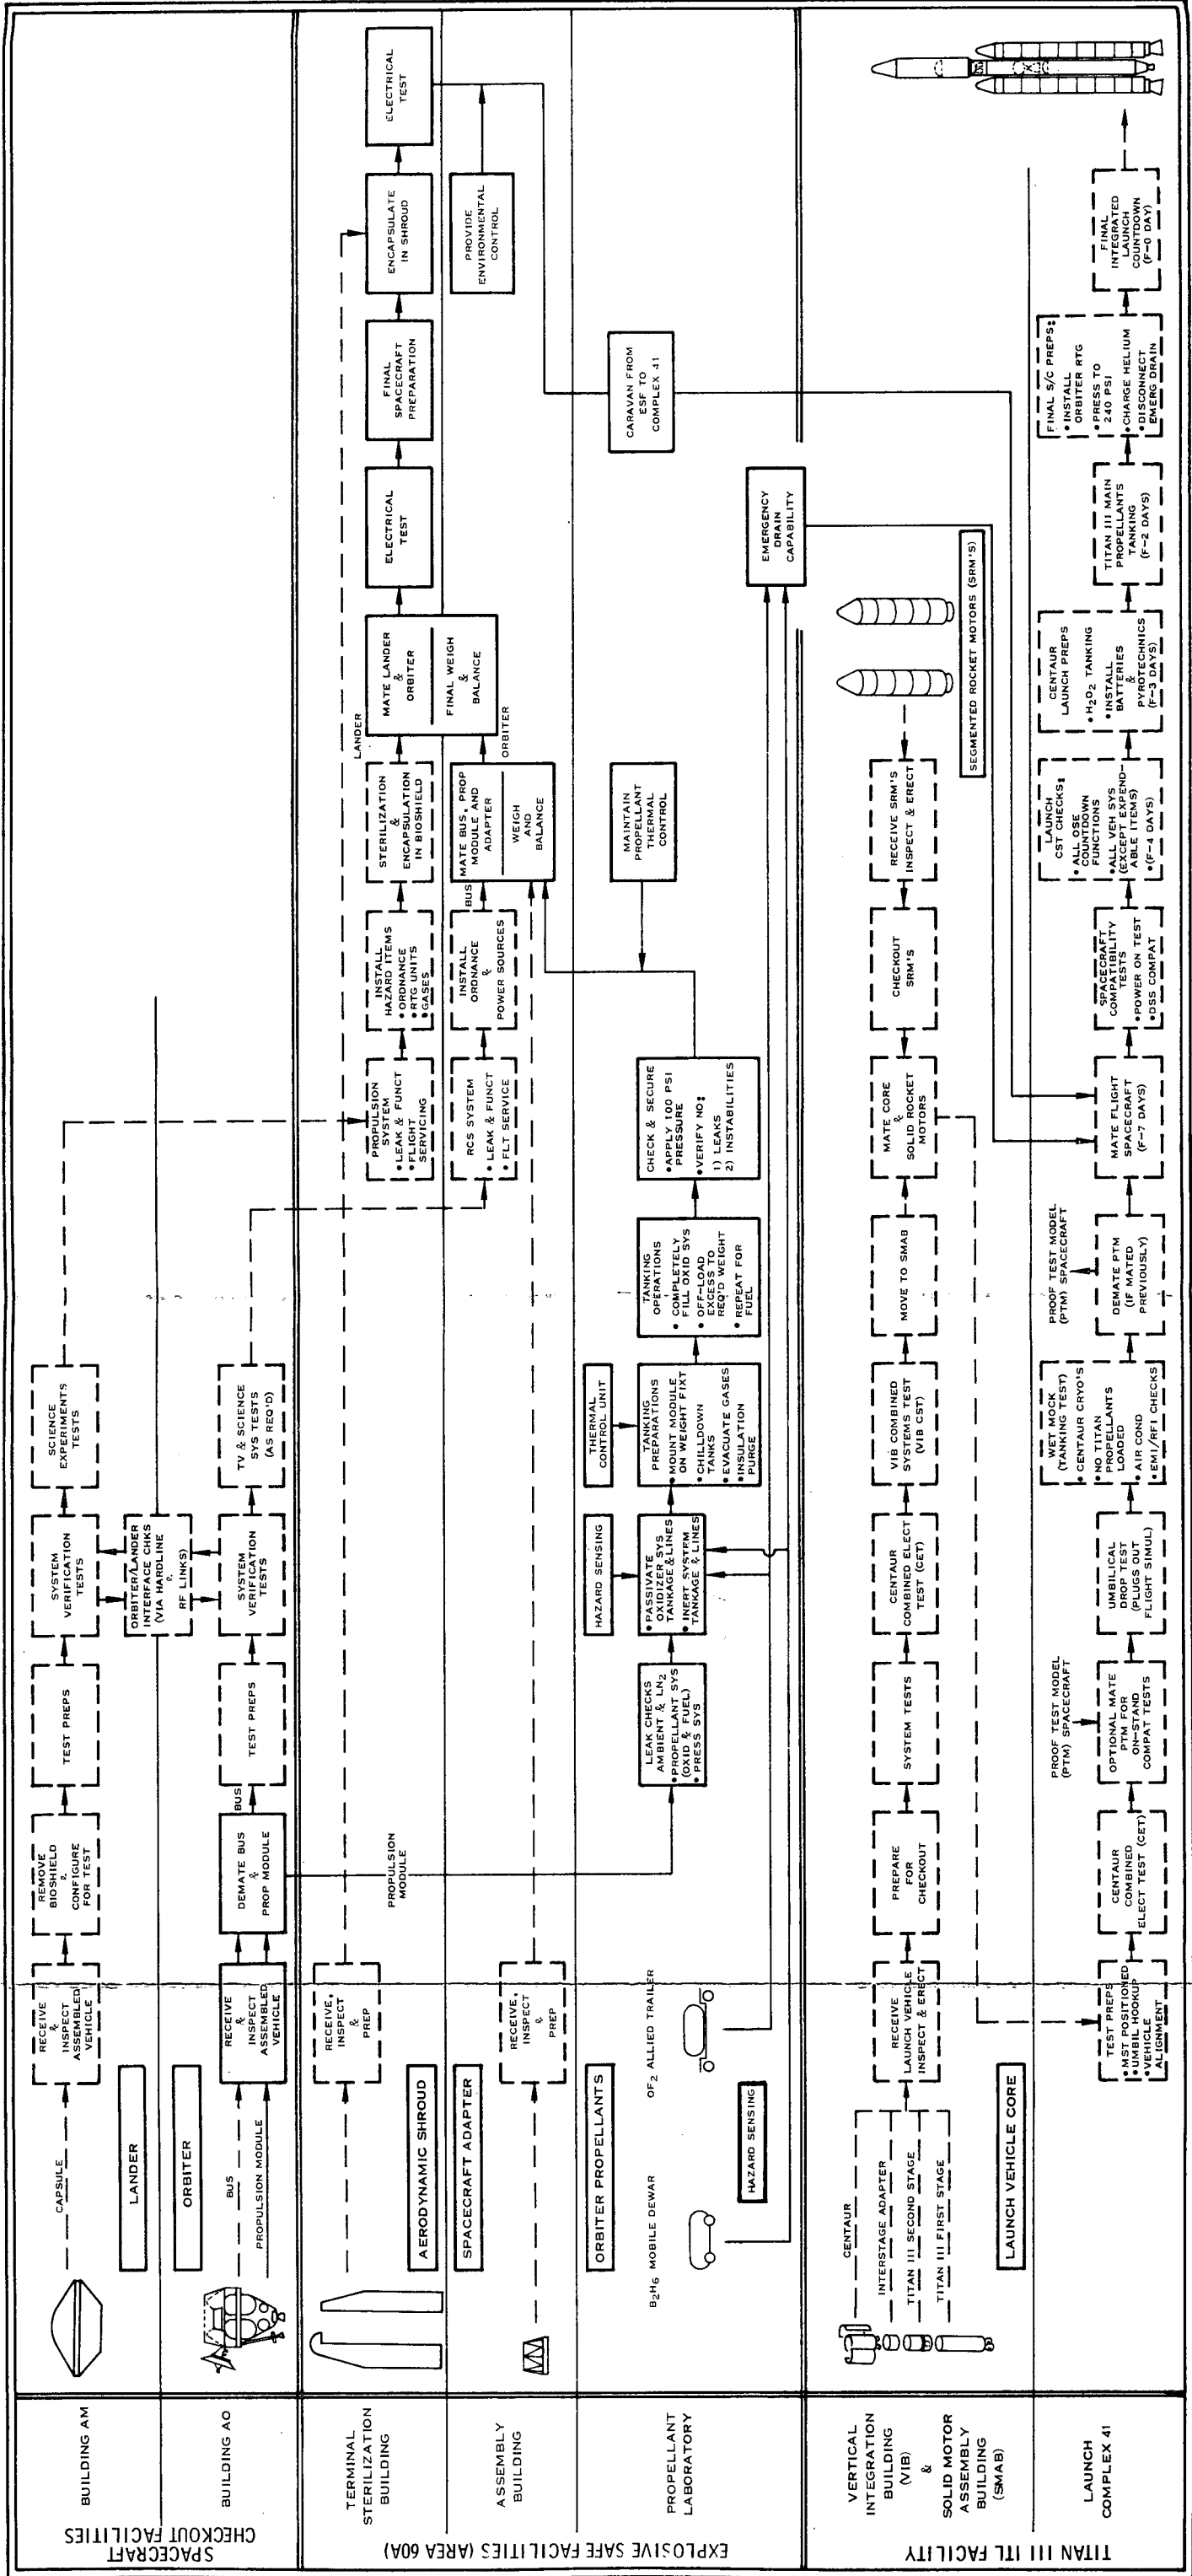 SPACECRAFT
CHECKOUT FACILITIES
EXPLOSIVE SAFE FACILITIES (AREA 60A)
TITAN III ITL FACILITY
BUILDING AM
BUILDING AO
TERMINAL
STERILIZATION
BUILDING
ASSEMBLY
BUILDING
PROPELLANT
LABORATORY
VERTICAL
INTEGRATION
BUILDING
(VIB)
&
SOLID MOTOR
ASSEMBLY
BUILDING
(SMAB)
LAUNCH
COMPLEX 41
CAPSULE
LANDER
RECEIVE
&
INSPECT
ASSEMBLED
VEHICLE
REMOVE
BIOSHIELD
&
CONFIGURE
FOR TEST
TEST PREPS
SYSTEM
VERIFICATION
TESTS
SCIENCE
EXPERIMENTS
TESTS
ORBITER/LANDER
INTERFACE CHKS
(VIA HARDLINE
&
RF LINKS)
ORBITER
BUS
PROPULSION MODULE
RECEIVE
&
INSPECT
ASSEMBLED
VEHICLE
DEMATE BUS
&
PROP MODULE
BUS
TEST PREPS
SYSTEM
VERIFICATION
TESTS
TV & SCIENCE
SYS TESTS
(AS REQ'D)
PROPULSION
MODULE
AERODYNAMIC SHROUD
RECEIVE,
INSPECT
&
PREP
PROPULSION
SYSTEM
• LEAK & FUNCT
• FLIGHT
SERVICING
INSTALL
HAZARD ITEMS
• ORDNANCE
• RTG UNITS
• GASES
STERILIZATION
&
ENCAPSULATION
IN BIOSHIELD
LANDER
MATE LANDER
&
ORBITER
FINAL WEIGH
&
BALANCE
ELECTRICAL
TEST
FINAL
SPACECRAFT
PREPARATION
ENCAPSULATE
IN SHROUD
ELECTRICAL
TEST
SPACECRAFT ADAPTER
RECEIVE,
INSPECT
&
PREP
RCS SYSTEM
• LEAK & FUNCT
• FLT SERVICE
INSTALL
ORDNANCE
&
POWER SOURCES
BUS
MATE BUS, PROP
MODULE AND
ADAPTER
WEIGH
AND
BALANCE
ORBITER
PROVIDE
ENVIRONMENTAL
CONTROL
ORBITER PROPELLANTS
B2H6 MOBILE DEWAR
OF2 ALLIED TRAILER
HAZARD SENSING
LEAK CHECKS
AMBIENT & LN2
• PROPELLANT SYS
(OXID & FUEL)
• PRESS SYS
HAZARD SENSING
• PASSIVATE
OXIDIZER SYS
TANKAGE & LINES
• INERT SYSTEM
TANKAGE & LINES
THERMAL
CONTROL UNIT
TANKING
PREPARATIONS
• MOUNT MODULE
ON WEIGHT FIXT
• CHILLDOWN
TANKS
• EVACUATE GASES
• INSULATION
PURGE
TANKING
OPERATIONS
• COMPLETELY
FILL OXID SYS
• OFF-LOAD
EXCESS TO
REQ'D WEIGHT
• REPEAT FOR
FUEL
CHECK & SECURE
• APPLY 100 PSI
PRESSURE
• VERIFY NO:
1) LEAKS
2) INSTABILITIES
MAINTAIN
PROPELLANT
THERMAL
CONTROL
CARAVAN FROM
ESF TO
COMPLEX 41
EMERGENCY
DRAIN
CAPABILITY
CENTAUR
INTERSTAGE ADAPTER
TITAN III SECOND STAGE
TITAN III FIRST STAGE
LAUNCH VEHICLE CORE
RECEIVE
LAUNCH VEHICLE
INSPECT & ERECT
PREPARE
FOR
CHECKOUT
SYSTEM TESTS
CENTAUR
COMBINED ELECT
TEST (CET)
VIB COMBINED
SYSTEMS TEST
(VIB CST)
MOVE TO SMAB
MATE CORE
&
SOLID ROCKET
MOTORS
CHECKOUT
SRM'S
RECEIVE SRM'S
INSPECT & ERECT
SEGMENTED ROCKET MOTORS (SRM'S)
TEST PREPS
• MST POSITIONED
• UMBIL HOOKUP
• VEHICLE
ALIGNMENT
CENTAUR
COMBINED
ELECT TEST (CET)
PROOF TEST MODEL
(PTM) SPACECRAFT
OPTIONAL MATE
PTM FOR
ON-STAND
COMPAT TESTS
UMBILICAL
DROP TEST
(PLUGS OUT
FLIGHT SIMUL)
WET MOCK
(TANKING TEST)
• CENTAUR CRYO'S
• NO TITAN
PROPELLANTS
LOADED
• AIR COND
• EMI/RFI CHECKS
PROOF TEST MODEL
(PTM) SPACECRAFT
DEMATE PTM
(IF MATED
PREVIOUSLY)
MATE FLIGHT
SPACECRAFT
(F-7 DAYS)
SPACECRAFT
COMPATIBILITY
TESTS
• POWER ON TEST
• DSS COMPAT
LAUNCH
CST CHECKS:
• ALL OSE
COUNTDOWN
FUNCTIONS
• ALL VEH SYS
(EXCEPT EXPEND-
ABLE ITEMS)
• (F-4 DAYS)
CENTAUR
LAUNCH PREPS
• H2O2 TANKING
• INSTALL
BATTERIES
&
PYROTECHNICS
(F-3 DAYS)
TITAN III MAIN
PROPELLANTS
TANKING
(F-2 DAYS)
FINAL S/C PREPS:
• INSTALL
ORBITER RTG
• PRESS TO
240 PSI
• CHARGE HELIUM
• DISCONNECT
EMERG DRAIN
FINAL
INTEGRATED
LAUNCH
COUNTDOWN
(F-0 DAY)